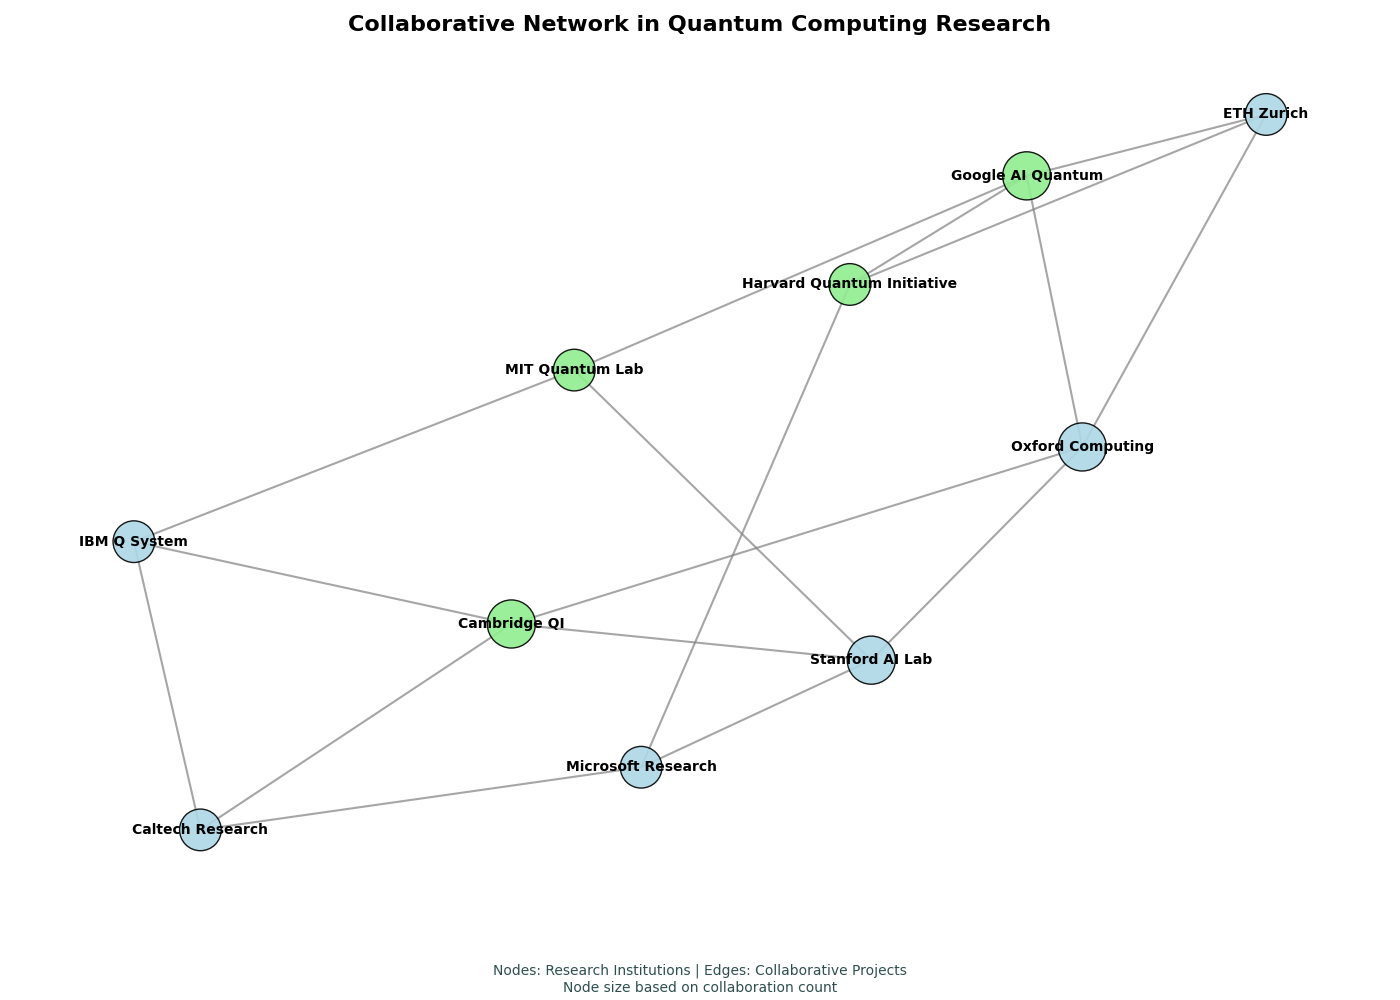 Collaborative Network in Quantum Computing Research
ETH Zurich
Google AI Quantum
Harvard Quantum Initiative
MIT Quantum Lab
Oxford Computing
IBM Q System
Cambridge QI
Stanford AI Lab
Microsoft Research
Caltech Research
Nodes: Research Institutions | Edges: Collaborative Projects
Node size based on collaboration count